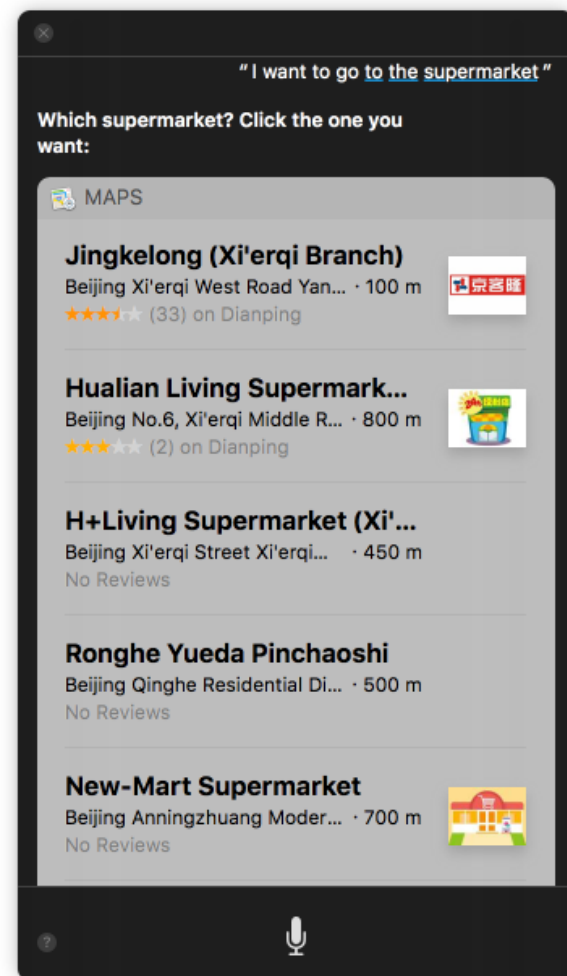 “I want to go to the supermarket”
Which supermarket? Click the one you
want:
MAPS
Jingkelong (Xi'erqi Branch)
京客隆
Beijing Xi'erqi West Road Yan... · 100 m
(33) on Dianping
Hualian Living Supermark...
Beijing No.6, Xi'erqi Middle R... · 800 m
(2) on Dianping
H+Living Supermarket (Xi'...
Beijing Xi'erqi Street Xi'erqi... · 450 m
No Reviews
Ronghe Yueda Pinchaoshi
Beijing Qinghe Residential Di... · 500 m
No Reviews
New-Mart Supermarket
Beijing Anningzhuang Moder... · 700 m
No Reviews
?